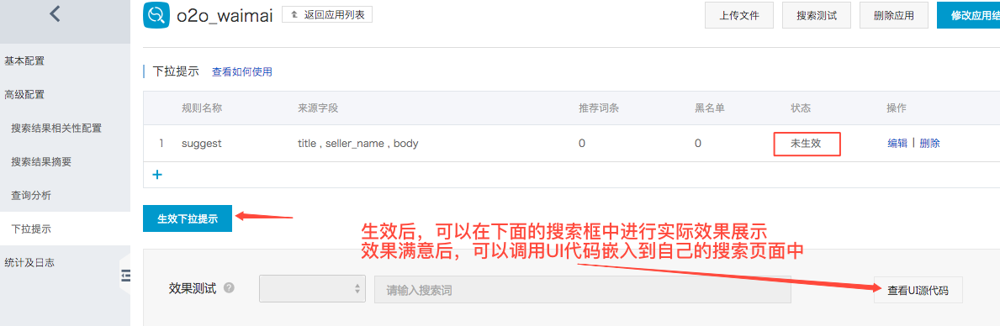 o2o_waimai
返回应用列表
上传文件
搜索测试
删除应用
修改应用结
基本配置
高级配置
搜索结果相关性配置
搜索结果摘要
查询分析
下拉提示
统计及日志
下拉提示 查看如何使用
规则名称 来源字段 推荐词条 黑名单 状态 操作
1 suggest title , seller_name , body 0 0 未生效 编辑 | 删除
+
生效下拉提示
生效后，可以在下面的搜索框中进行实际效果展示
效果满意后，可以调用UI代码嵌入到自己的搜索页面中
效果测试 ? 请输入搜索词 查看UI源代码